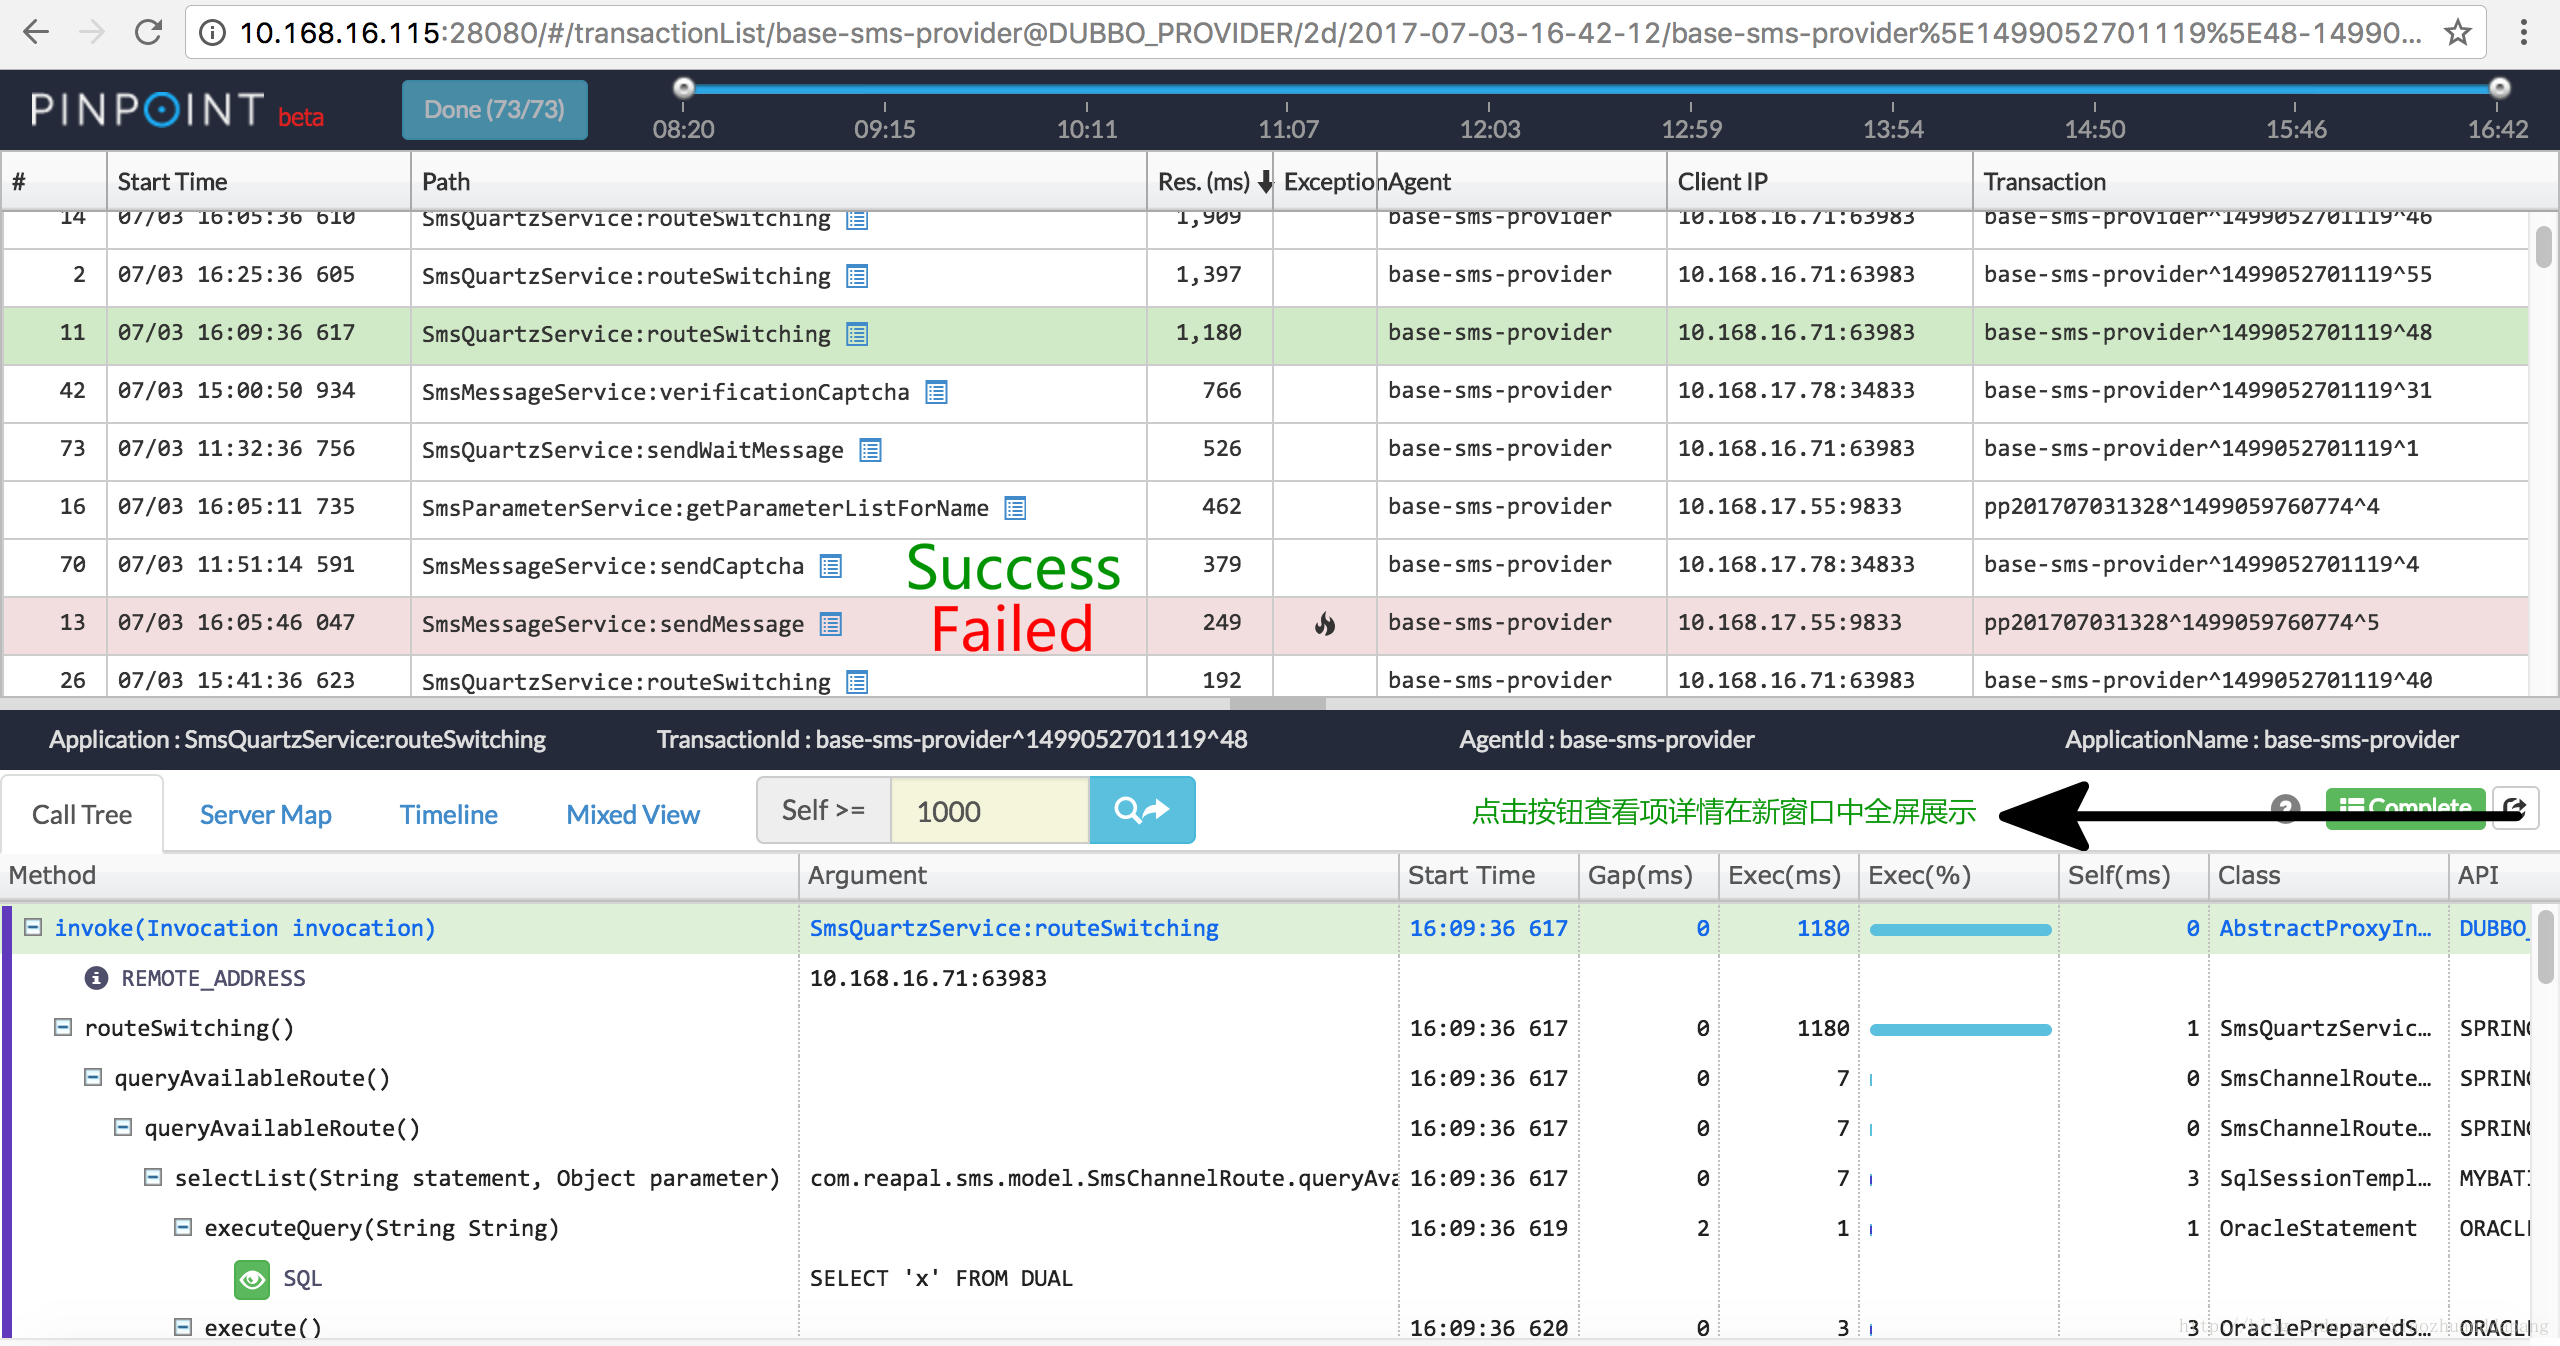 10.168.16.115:28080/#/transactionList/base-sms-provider@DUBBO_PROVIDER/2d/2017-07-03-16-42-12/base-sms-provider%5E1499052701119%5E48-14990...
PINPOINT beta Done (73/73)
08:20 09:15 10:11 11:07 12:03 12:59 13:54 14:50 15:46 16:42
# Start Time Path Res. (ms) Exception Agent Client IP Transaction
14 07/03 16:05:36 610 SmsQuartzService:routeSwitching 1,909 base-sms-provider 10.168.16.71:63983 base-sms-provider^1499052701119^46
2 07/03 16:25:36 605 SmsQuartzService:routeSwitching 1,397 base-sms-provider 10.168.16.71:63983 base-sms-provider^1499052701119^55
11 07/03 16:09:36 617 SmsQuartzService:routeSwitching 1,180 base-sms-provider 10.168.16.71:63983 base-sms-provider^1499052701119^48
42 07/03 15:00:50 934 SmsMessageService:verificationCaptcha 766 base-sms-provider 10.168.17.78:34833 base-sms-provider^1499052701119^31
73 07/03 11:32:36 756 SmsQuartzService:sendWaitMessage 526 base-sms-provider 10.168.16.71:63983 base-sms-provider^1499052701119^1
16 07/03 16:05:11 735 SmsParameterService:getParameterListForName 462 base-sms-provider 10.168.17.55:9833 pp201707031328^1499059760774^4
70 07/03 11:51:14 591 SmsMessageService:sendCaptcha Success 379 base-sms-provider 10.168.17.78:34833 base-sms-provider^1499052701119^4
13 07/03 16:05:46 047 SmsMessageService:sendMessage Failed 249 base-sms-provider 10.168.17.55:9833 pp201707031328^1499059760774^5
26 07/03 15:41:36 623 SmsQuartzService:routeSwitching 192 base-sms-provider 10.168.16.71:63983 base-sms-provider^1499052701119^40
Application : SmsQuartzService:routeSwitching TransactionId : base-sms-provider^1499052701119^48 AgentId : base-sms-provider ApplicationName : base-sms-provider
Call Tree Server Map Timeline Mixed View Self >= 1000 点击按钮查看项详情在新窗口中全屏展示 Complete
Method Argument Start Time Gap(ms) Exec(ms) Exec(%) Self(ms) Class API
invoke(Invocation invocation) SmsQuartzService:routeSwitching 16:09:36 617 0 1180 0 AbstractProxyIn... DUBBO_
REMOTE_ADDRESS 10.168.16.71:63983
routeSwitching() 16:09:36 617 0 1180 1 SmsQuartzServic... SPRING
queryAvailableRoute() 16:09:36 617 0 7 0 SmsChannelRoute... SPRING
queryAvailableRoute() 16:09:36 617 0 7 0 SmsChannelRoute... SPRING
selectList(String statement, Object parameter) com.reapal.sms.model.SmsChannelRoute.queryAva 16:09:36 617 0 7 3 SqlSessionTempl... MYBATI
executeQuery(String String) 16:09:36 619 2 1 1 OracleStatement ORACLE
SQL SELECT 'x' FROM DUAL
execute() 16:09:36 620 0 3 3 OraclePreparedS... ORACLE